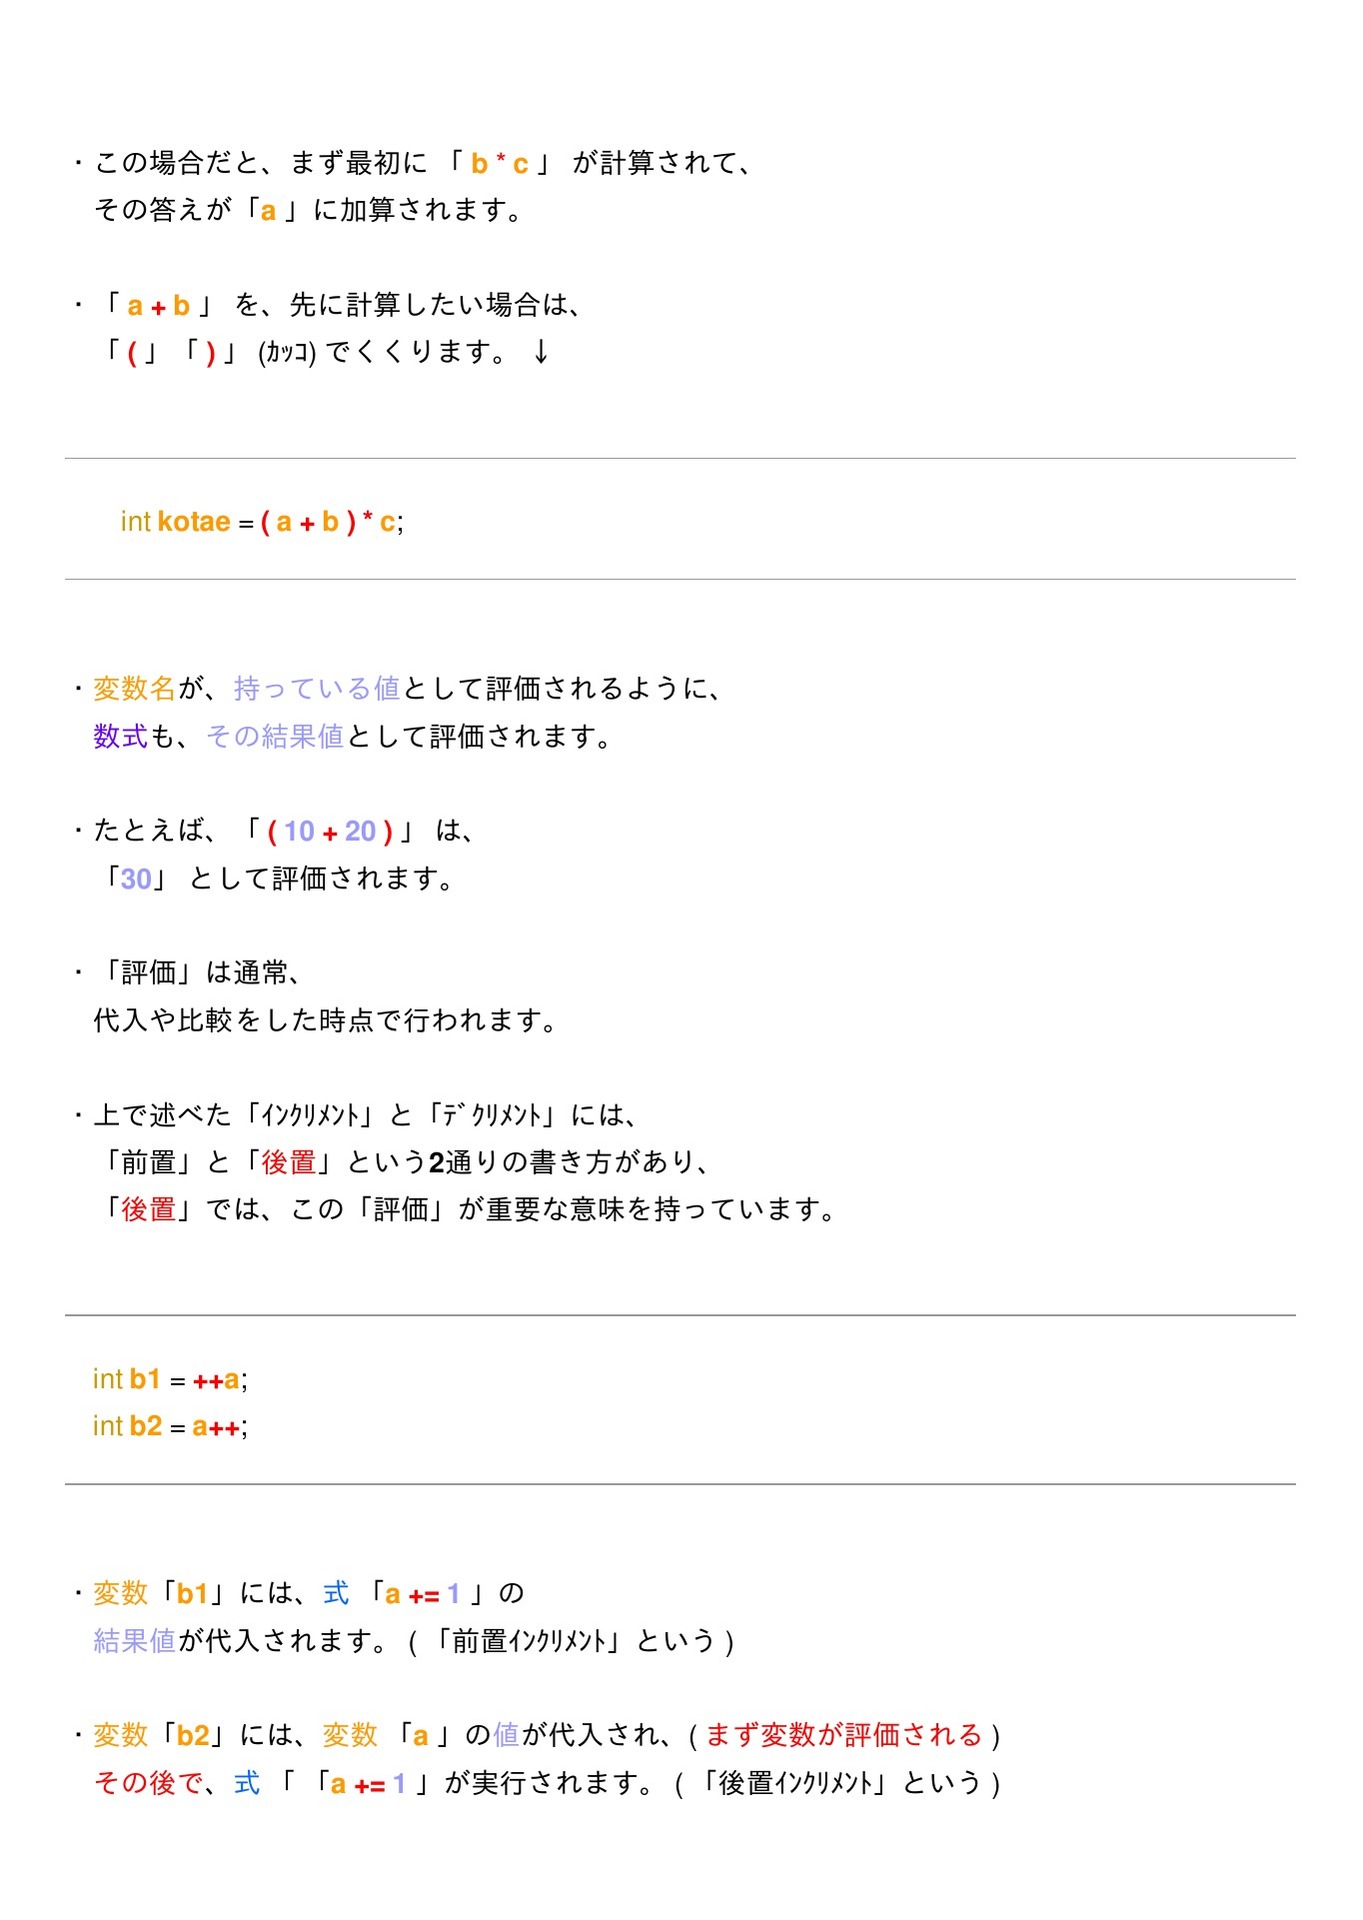 ・この場合だと、まず最初に 「 b * c 」 が計算されて、
その答えが「a 」に加算されます。
・「 a + b 」 を、先に計算したい場合は、
「 ( 」「 ) 」 (ｶｯｺ) でくくります。 ↓
int kotae = ( a + b ) * c;
・変数名が、持っている値として評価されるように、
数式も、その結果値として評価されます。
・たとえば、「 ( 10 + 20 ) 」 は、
「30」 として評価されます。
・「評価」は通常、
代入や比較をした時点で行われます。
・上で述べた「ｲﾝｸﾘﾒﾝﾄ」と「ﾃﾞｸﾘﾒﾝﾄ」には、
「前置」と「後置」という2通りの書き方があり、
「後置」では、この「評価」が重要な意味を持っています。
int b1 = ++a;
int b2 = a++;
・変数「b1」には、式 「a += 1 」の
結果値が代入されます。 ( 「前置ｲﾝｸﾘﾒﾝﾄ」という )
・変数「b2」には、変数 「a 」の値が代入され、( まず変数が評価される )
その後で、式 「 「a += 1 」が実行されます。 ( 「後置ｲﾝｸﾘﾒﾝﾄ」という )